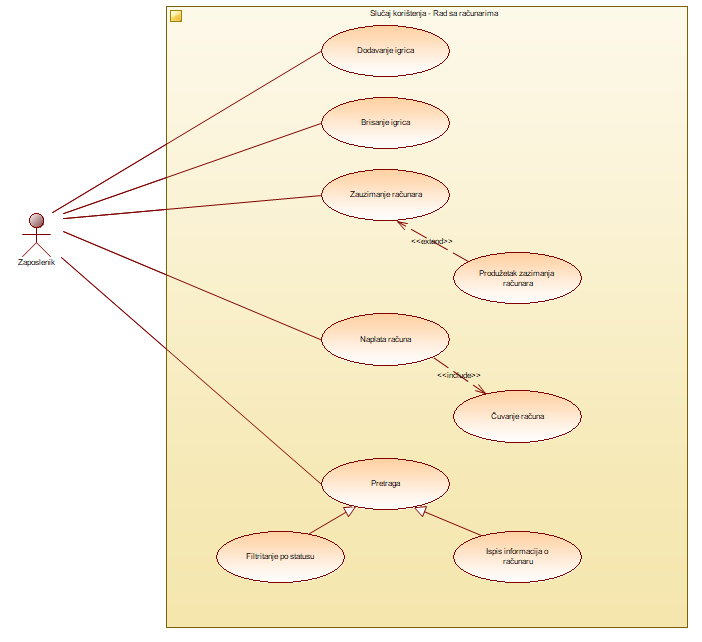 Slučaj korištenja - Rad sa računarima
Dodavanje igrica
Brisanje igrica
Zauzimanje računara
<<extend>>
Zaposlenik
Produžetak zazimanja
računara
Naplata računa
<<include>>
Čuvanje računa
Pretraga
Filtritanje po statusu
Ispis informacija o
računaru